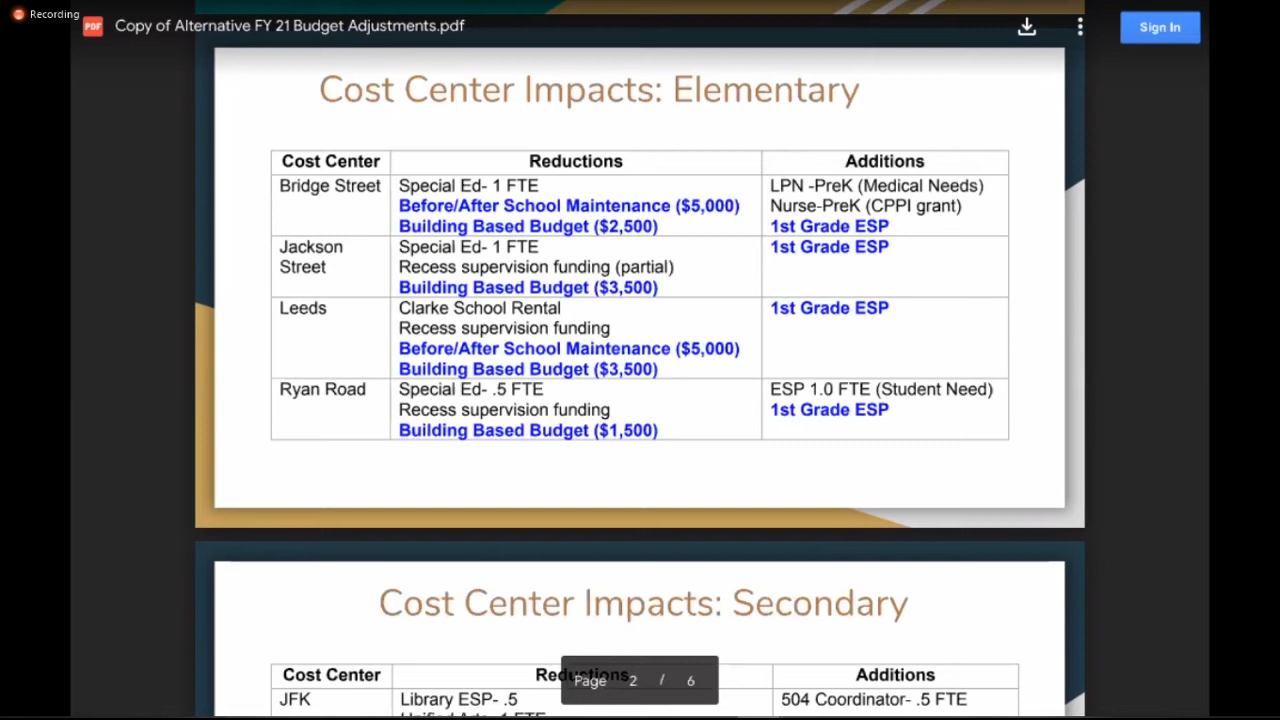 Recording
PDF
Copy of Alternative FY 21 Budget Adjustments.pdf
Sign In
Cost Center Impacts: Elementary
Cost Center Reductions Additions
Bridge Street
Special Ed- 1 FTE
Before/After School Maintenance ($5,000)
Building Based Budget ($2,500)
LPN -PreK (Medical Needs)
Nurse-PreK (CPPI grant)
1st Grade ESP
Jackson
Street
Special Ed- 1 FTE
Recess supervision funding (partial)
Building Based Budget ($3,500)
1st Grade ESP
Leeds
Clarke School Rental
Recess supervision funding
Before/After School Maintenance ($5,000)
Building Based Budget ($3,500)
1st Grade ESP
Ryan Road
Special Ed- .5 FTE
Recess supervision funding
Building Based Budget ($1,500)
ESP 1.0 FTE (Student Need)
1st Grade ESP
Cost Center Impacts: Secondary
Cost Center Reductions Additions
Page 2 / 6
JFK
Library ESP- .5
504 Coordinator- .5 FTE